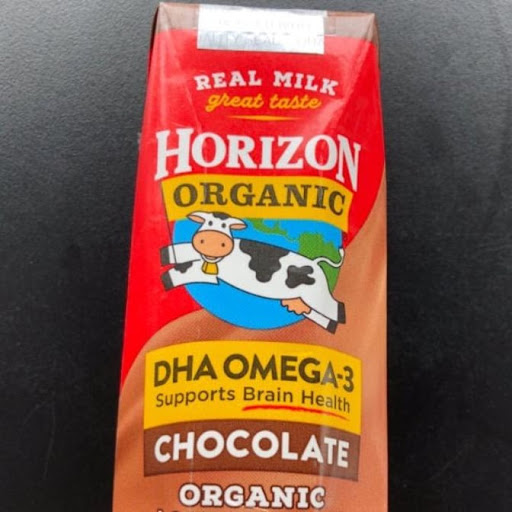 REAL MILK
great taste
HORIZON
ORGANIC
DHA OMEGA-3
Supports Brain Health
CHOCOLATE
ORGANIC